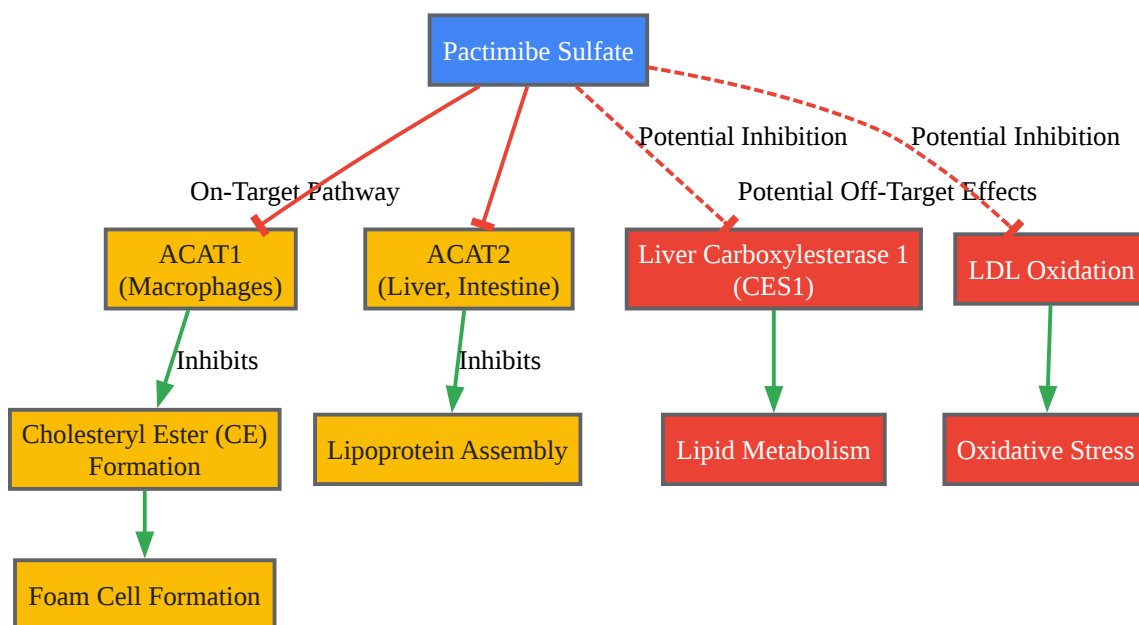 Pactimibe Sulfate
Potential Inhibition
Potential Inhibition
On-Target Pathway
Potential Off-Target Effects
ACAT1
(Macrophages)
ACAT2
(Liver, Intestine)
Liver Carboxylesterase 1
(CES1)
LDL Oxidation
Inhibits
Inhibits
Cholesteryl Ester (CE)
Formation
Lipoprotein Assembly
Lipid Metabolism
Oxidative Stress
Foam Cell Formation